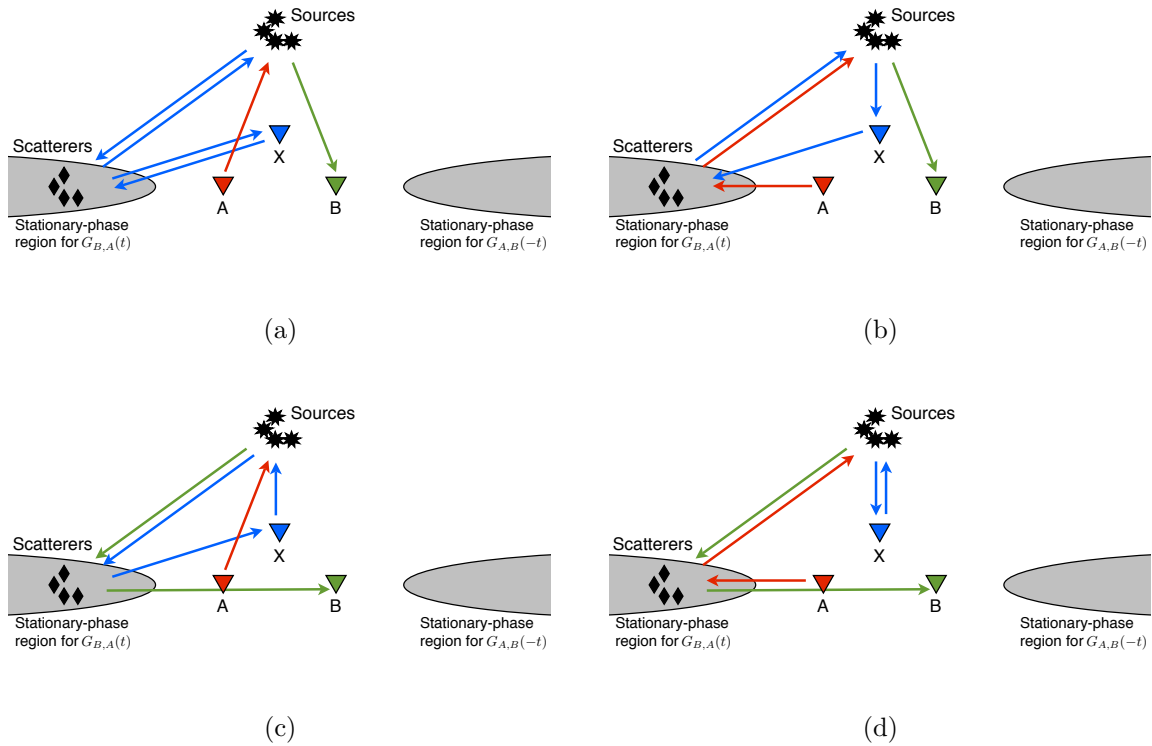 Sources
Scatterers
X
A
B
Stationary-phase
region for $G_{B,A}(t)$
Stationary-phase
region for $G_{A,B}(-t)$
(a)
Sources
Scatterers
X
A
B
Stationary-phase
region for $G_{B,A}(t)$
Stationary-phase
region for $G_{A,B}(-t)$
(b)
Sources
Scatterers
X
A
B
Stationary-phase
region for $G_{B,A}(t)$
Stationary-phase
region for $G_{A,B}(-t)$
(c)
Sources
Scatterers
X
A
B
Stationary-phase
region for $G_{B,A}(t)$
Stationary-phase
region for $G_{A,B}(-t)$
(d)